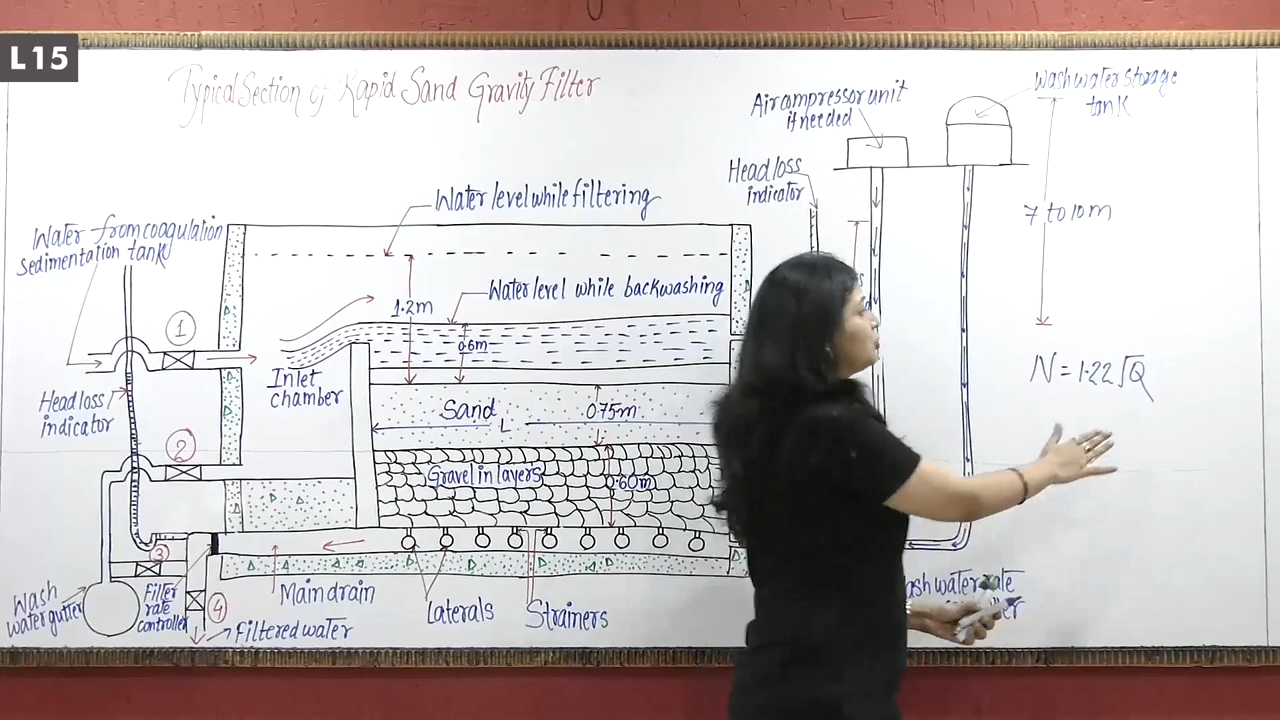 L15
Typical Section of Rapid Sand Gravity Filter
Air compressor unit
if needed
Wash water storage
tank
Head loss
indicator
7 to 10m
Water level while filtering
Water from coagulation
sedimentation tank
Water level while backwashing
1
1.2m
0.6m
Inlet
chamber
N = 1.22√Q
Head loss
indicator
Sand
0.75m
L
2
Gravel in layers
0.60m
3
Wash
water gutter
Filter
rate
controller
4
Main drain
Laterals
Strainers
Filtered water
ash water rate